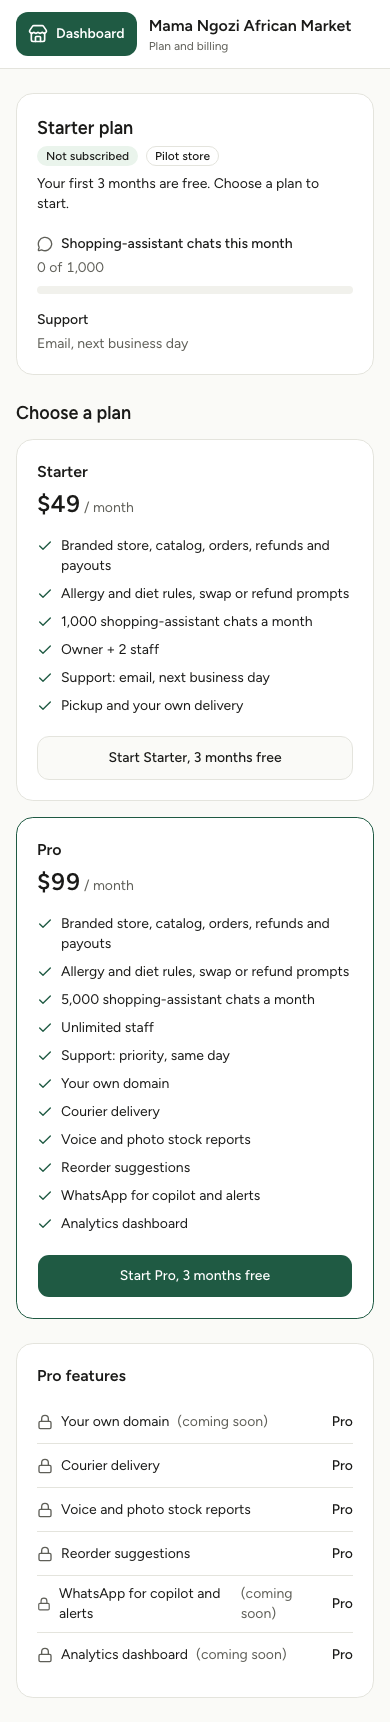 Dashboard
Mama Ngozi African Market
Plan and billing
Starter plan
Not subscribed
Pilot store
Your first 3 months are free. Choose a plan to
start.
Shopping-assistant chats this month
0 of 1,000
Support
Email, next business day
Choose a plan
Starter
$49 / month
Branded store, catalog, orders, refunds and
payouts
Allergy and diet rules, swap or refund prompts
1,000 shopping-assistant chats a month
Owner + 2 staff
Support: email, next business day
Pickup and your own delivery
Start Starter, 3 months free
Pro
$99 / month
Branded store, catalog, orders, refunds and
payouts
Allergy and diet rules, swap or refund prompts
5,000 shopping-assistant chats a month
Unlimited staff
Support: priority, same day
Your own domain
Courier delivery
Voice and photo stock reports
Reorder suggestions
WhatsApp for copilot and alerts
Analytics dashboard
Start Pro, 3 months free
Pro features
Your own domain (coming soon) Pro
Courier delivery Pro
Voice and photo stock reports Pro
Reorder suggestions Pro
WhatsApp for copilot and
alerts
(coming
soon)
Pro
Analytics dashboard (coming soon) Pro